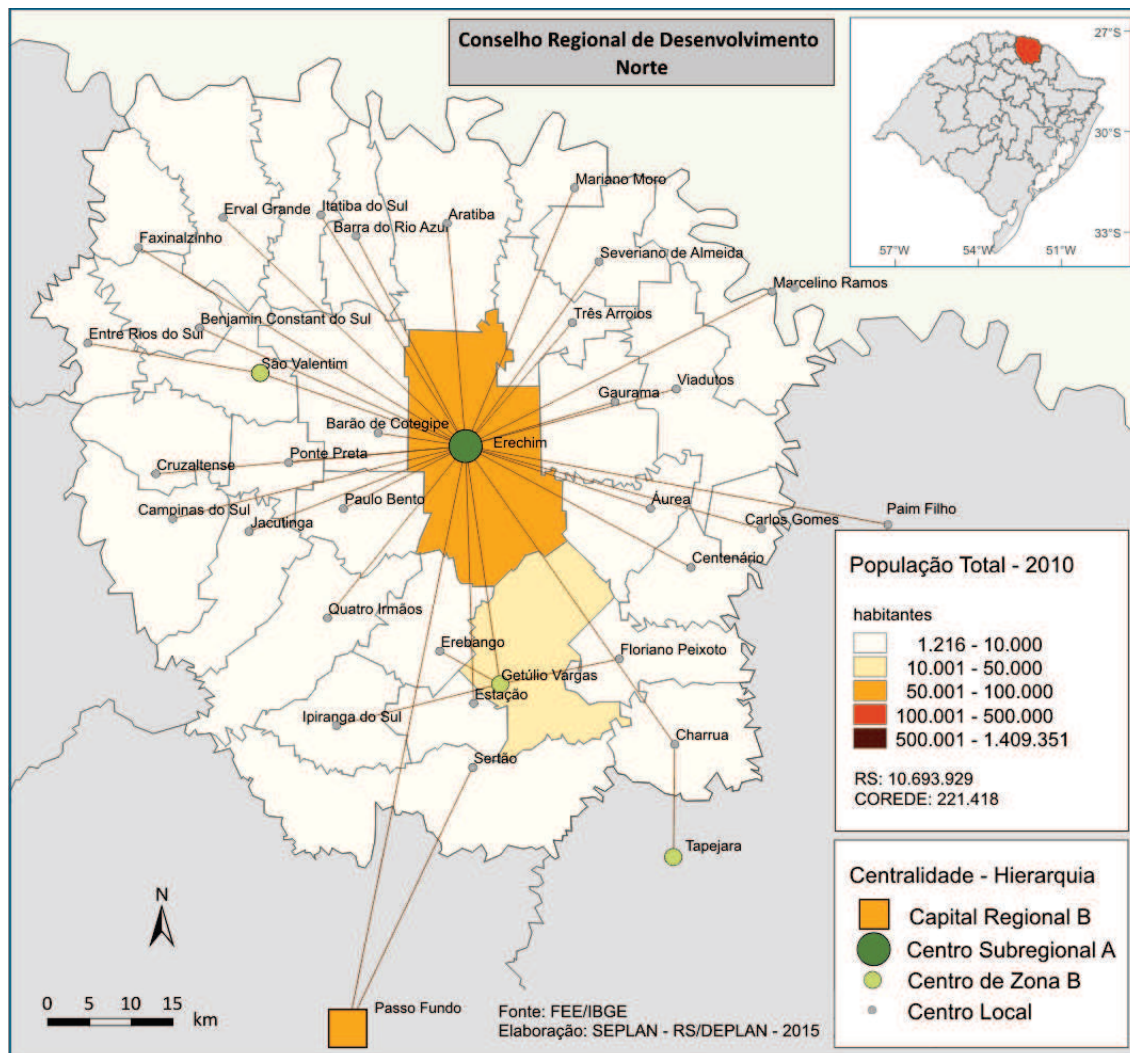 Conselho Regional de Desenvolvimento
Norte
27°S
30°S
33°S
57°W
54°W
51°W
Mariano Moro
Erval Grande
Itatiba do Sul
Aratiba
Barra do Rio Azul
Faxinalzinho
Severiano de Almeida
Marcelino Ramos
Benjamin Constant do Sul
Três Arroios
Entre Rios do Sul
São Valentim
Viadutos
Gaurama
Barão de Cotegipe
Erechim
Ponte Preta
Cruzaltense
Paulo Bento
Áurea
Campinas do Sul
Jacutinga
Carlos Gomes
Paim Filho
Centenário
Quatro Irmãos
Erebango
Floriano Peixoto
Getúlio Vargas
Estação
Ipiranga do Sul
Charrua
Sertão
Tapejara
Passo Fundo
População Total - 2010
habitantes
1.216 - 10.000
10.001 - 50.000
50.001 - 100.000
100.001 - 500.000
500.001 - 1.409.351
RS: 10.693.929
COREDE: 221.418
Centralidade - Hierarquia
Capital Regional B
Centro Subregional A
Centro de Zona B
Centro Local
N
0 5 10 15
km
Fonte: FEE/IBGE
Elaboração: SEPLAN - RS/DEPLAN - 2015